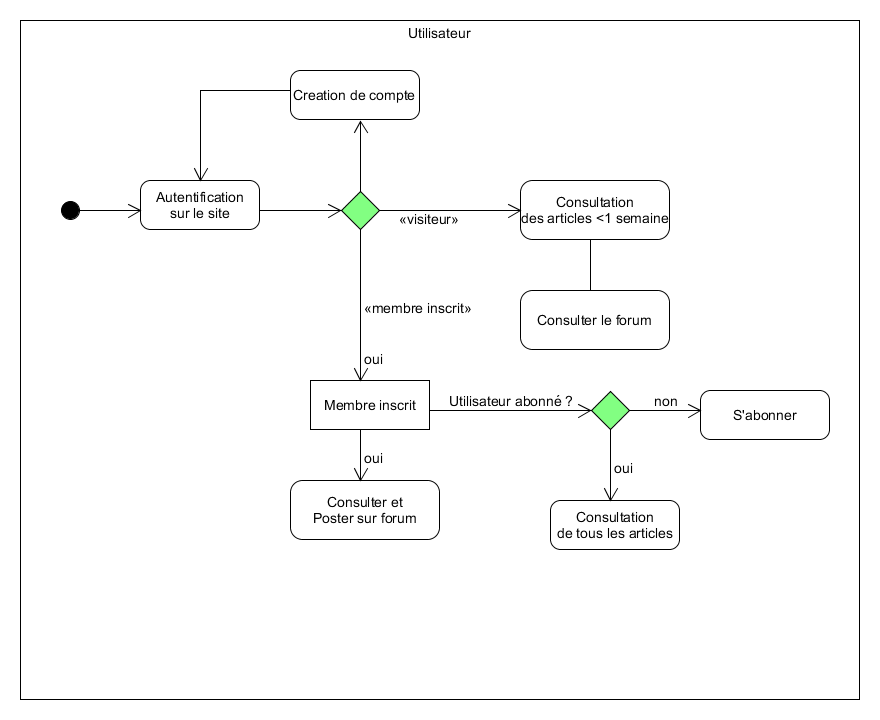 Utilisateur
Creation de compte
Autentification
sur le site
«visiteur»
Consultation
des articles <1 semaine
Consulter le forum
«membre inscrit»
oui
Membre inscrit
Utilisateur abonné ?
non
S'abonner
oui
oui
Consulter et
Poster sur forum
Consultation
de tous les articles